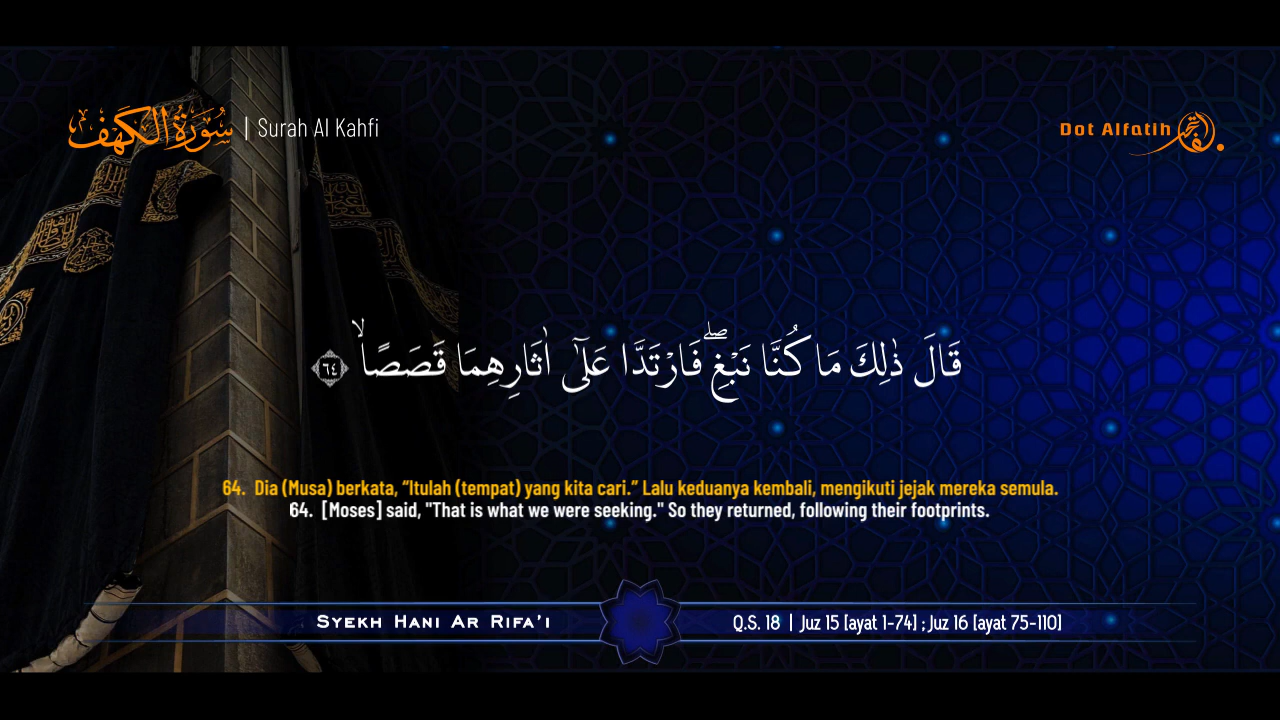 سُوْرَةُ الْكَهْف | Surah Al Kahfi
Dot Alfatih
قَالَ ذٰلِكَ مَا كُنَّا نَبْغِۖ فَارْتَدَّا عَلٰٓى اٰثَارِهِمَا قَصَصًاۙ ٦٤
64. Dia (Musa) berkata, “Itulah (tempat) yang kita cari.” Lalu keduanya kembali, mengikuti jejak mereka semula.
64. [Moses] said, "That is what we were seeking." So they returned, following their footprints.
Syekh Hani Ar Rifa'i
Q.S. 18 | Juz 15 [ayat 1-74] ; Juz 16 [ayat 75-110]